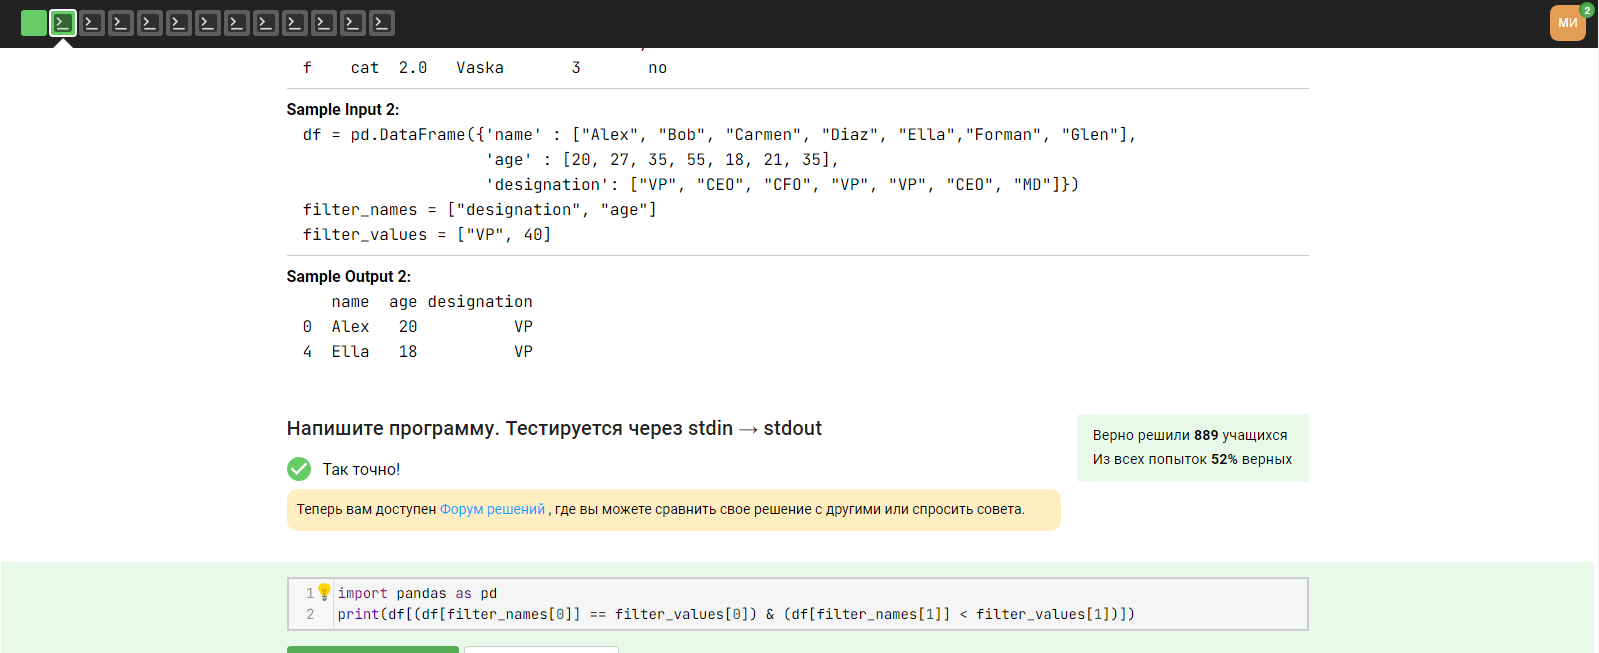 МИ
2
f cat 2.0 Vaska 3 no
Sample Input 2:
df = pd.DataFrame({'name' : ["Alex", "Bob", "Carmen", "Diaz", "Ella","Forman", "Glen"],
'age' : [20, 27, 35, 55, 18, 21, 35],
'designation': ["VP", "CEO", "CFO", "VP", "VP", "CEO", "MD"]})
filter_names = ["designation", "age"]
filter_values = ["VP", 40]
Sample Output 2:
name age designation
0 Alex 20 VP
4 Ella 18 VP
Напишите программу. Тестируется через stdin → stdout
Верно решили 889 учащихся
Из всех попыток 52% верных
Так точно!
Теперь вам доступен Форум решений , где вы можете сравнить свое решение с другими или спросить совета.
1 import pandas as pd
2 print(df[(df[filter_names[0]] == filter_values[0]) & (df[filter_names[1]] < filter_values[1])])